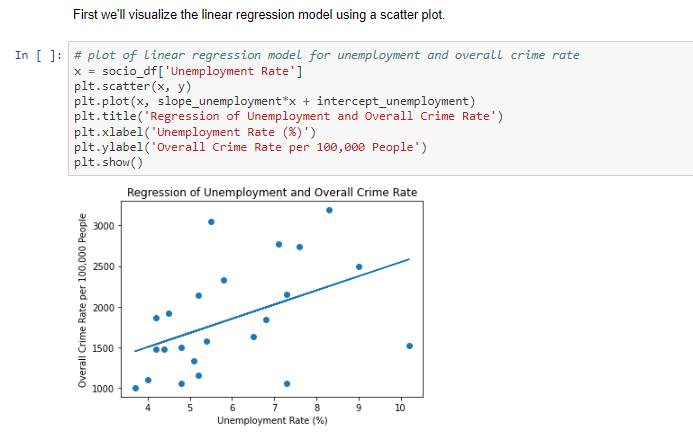 First we'll visualize the linear regression model using a scatter plot.
In [ ]: # plot of linear regression model for unemployment and overall crime rate
x = socio_df['Unemployment Rate']
plt.scatter(x, y)
plt.plot(x, slope_unemployment*x + intercept_unemployment)
plt.title('Regression of Unemployment and Overall Crime Rate')
plt.xlabel('Unemployment Rate (%)')
plt.ylabel('Overall Crime Rate per 100,000 People')
plt.show()
Regression of Unemployment and Overall Crime Rate
Overall Crime Rate per 100,000 People
3000
2500
2000
1500
1000
4 5 6 7 8 9 10
Unemployment Rate (%)